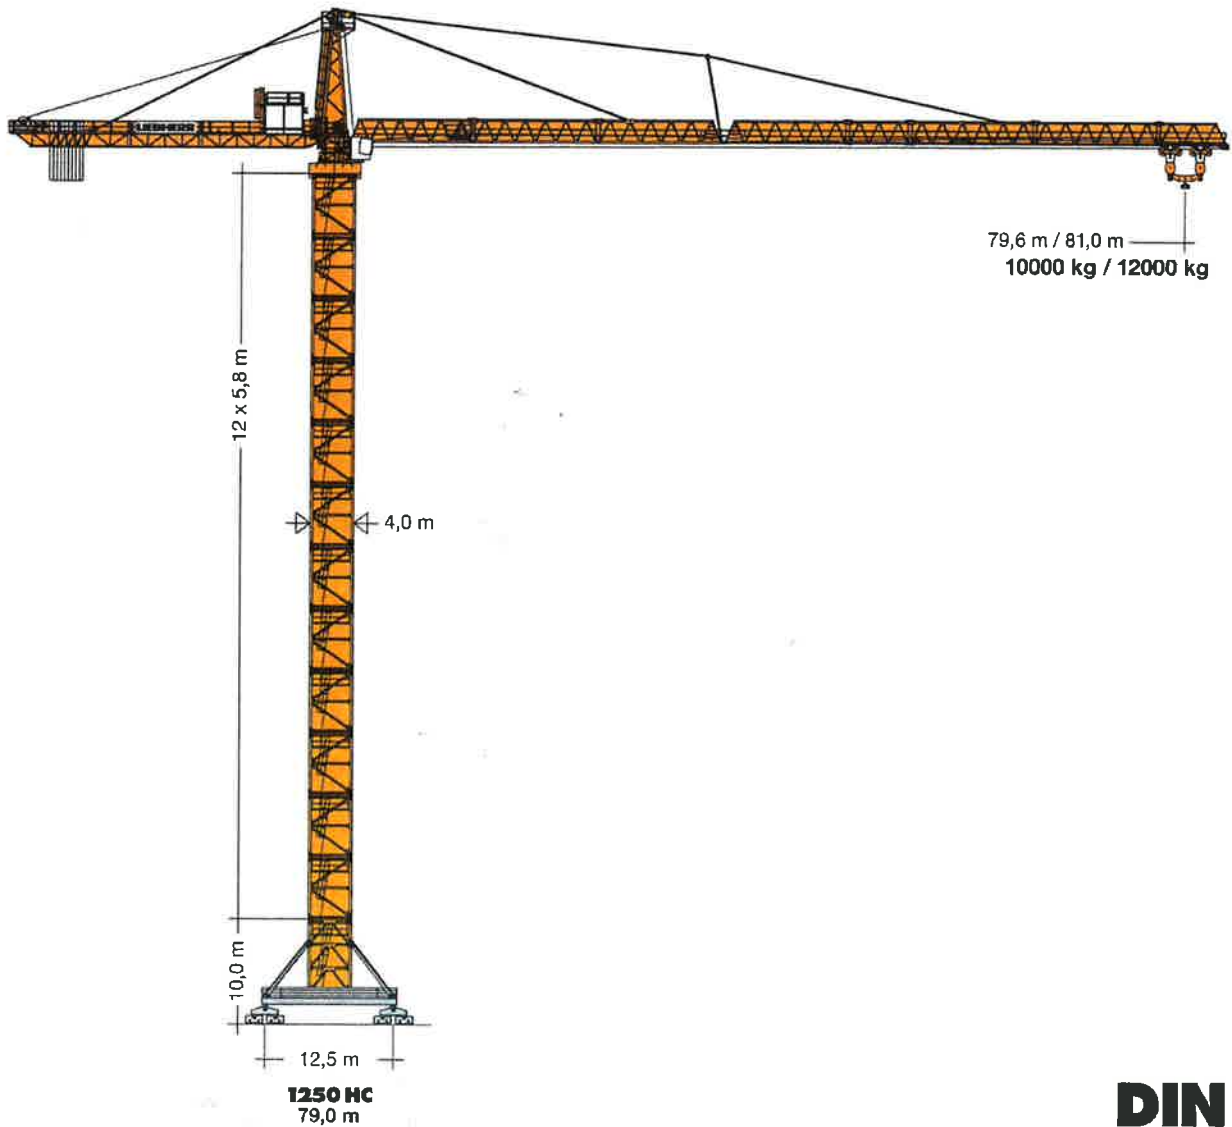 LIEBHERR
79,6 m / 81,0 m
10000 kg / 12000 kg
12 x 5,8 m
4,0 m
10,0 m
12,5 m
1250 HC
79,0 m
DIN